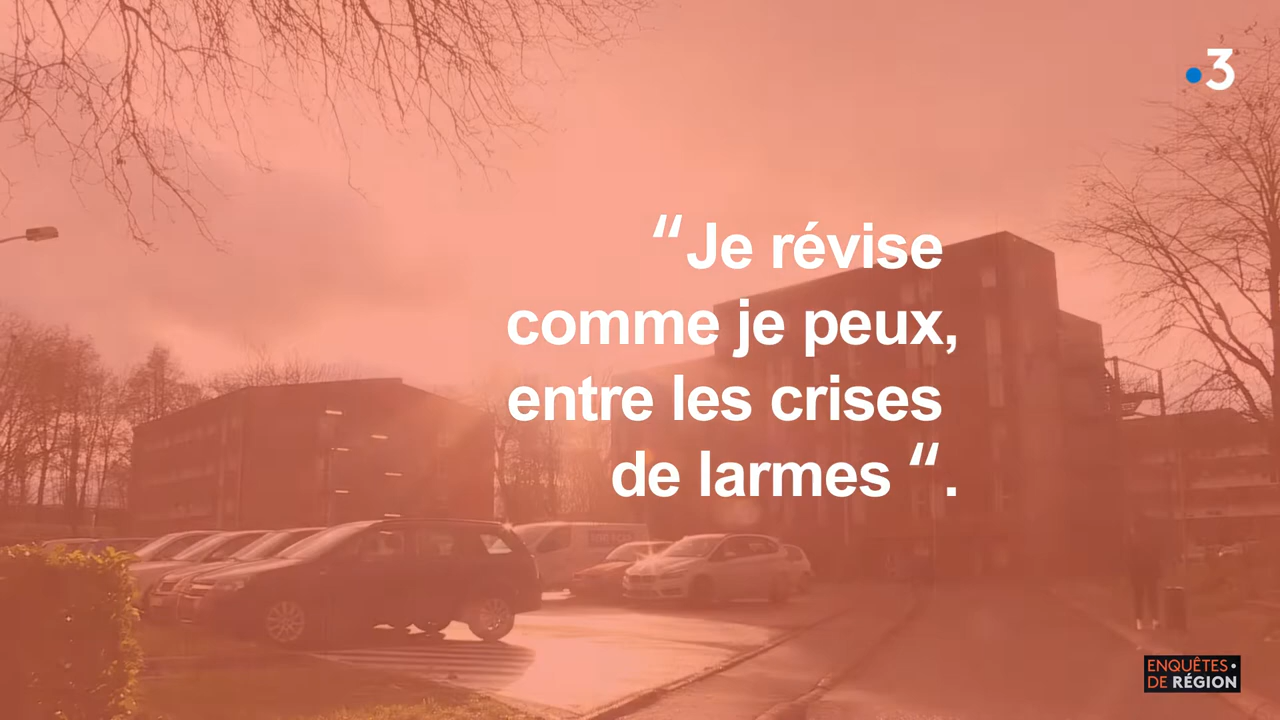 3
“Je révise
comme je peux,
entre les crises
de larmes “.
ENQUÊTES•
DE RÉGION